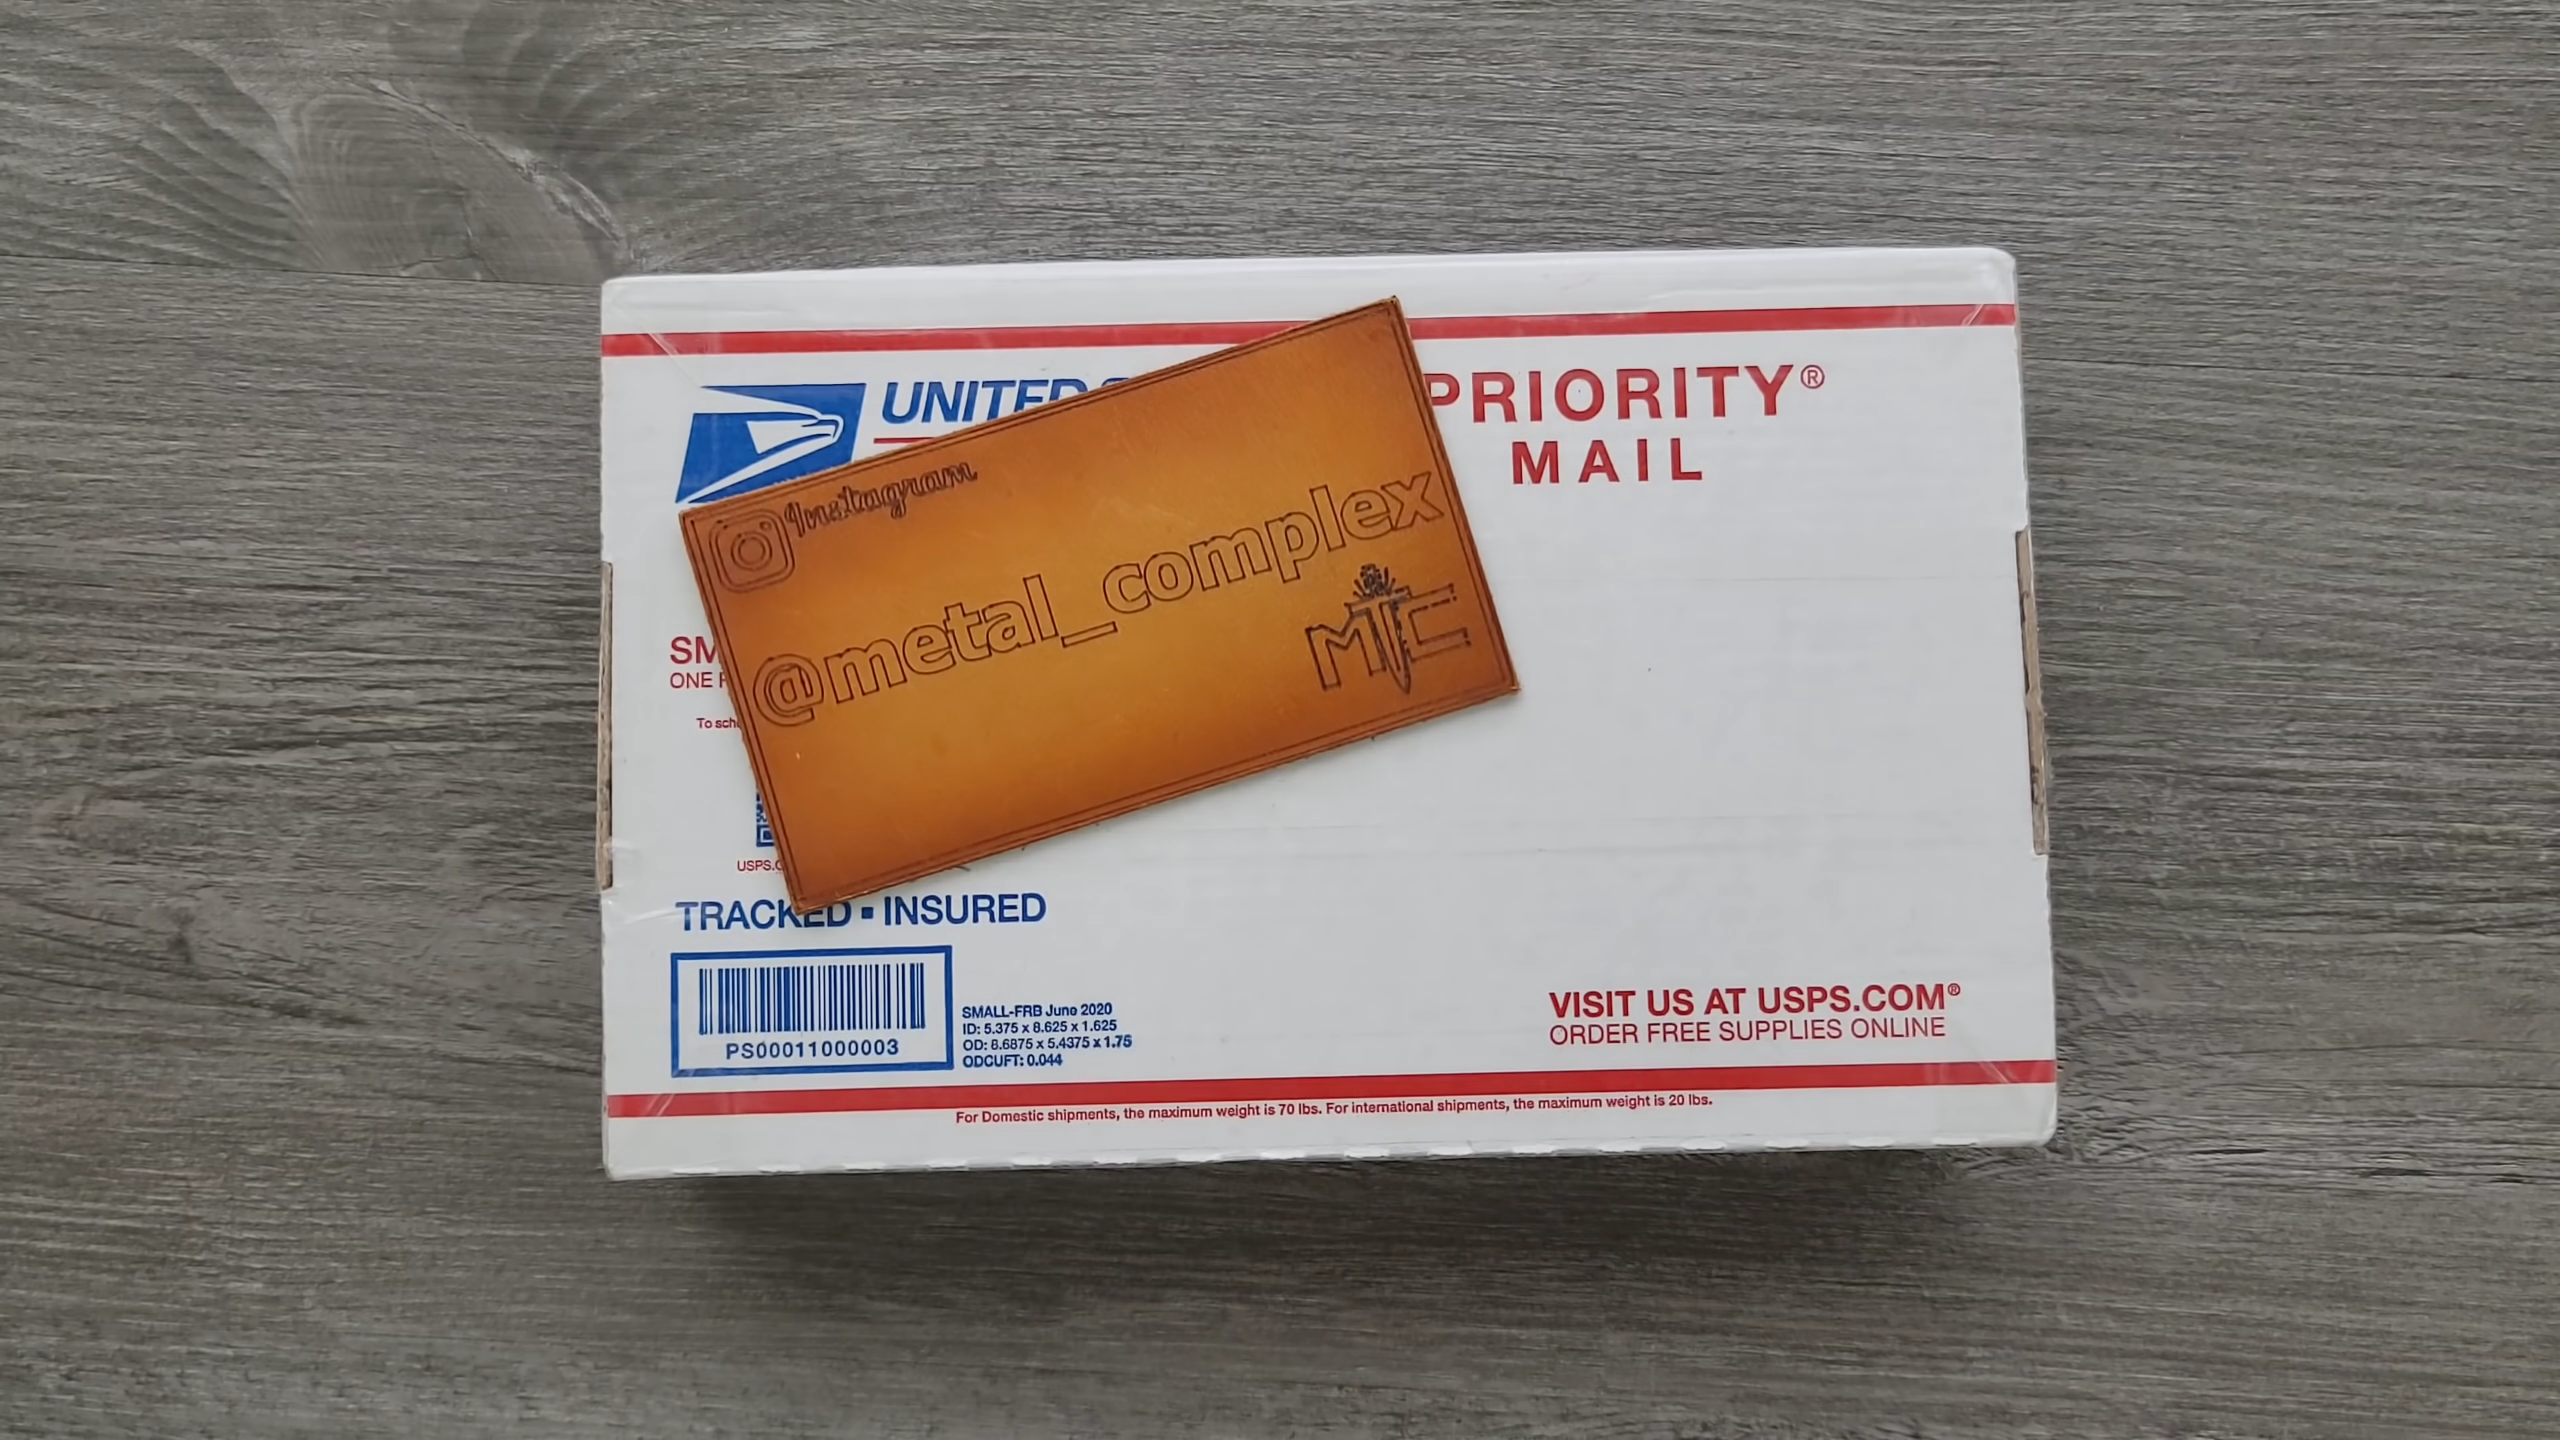 UNITED
PRIORITY®
MAIL
Instagram
@metal_complex
MTC
SM
ONE
To sch
USPS.
TRACKED ▪ INSURED
PS00011000003
SMALL-FRB June 2020
ID: 5.375 x 8.625 x 1.625
OD: 8.6875 x 5.4375 x 1.75
ODCUFT: 0.044
VISIT US AT USPS.COM®
ORDER FREE SUPPLIES ONLINE
For Domestic shipments, the maximum weight is 70 lbs. For international shipments, the maximum weight is 20 lbs.